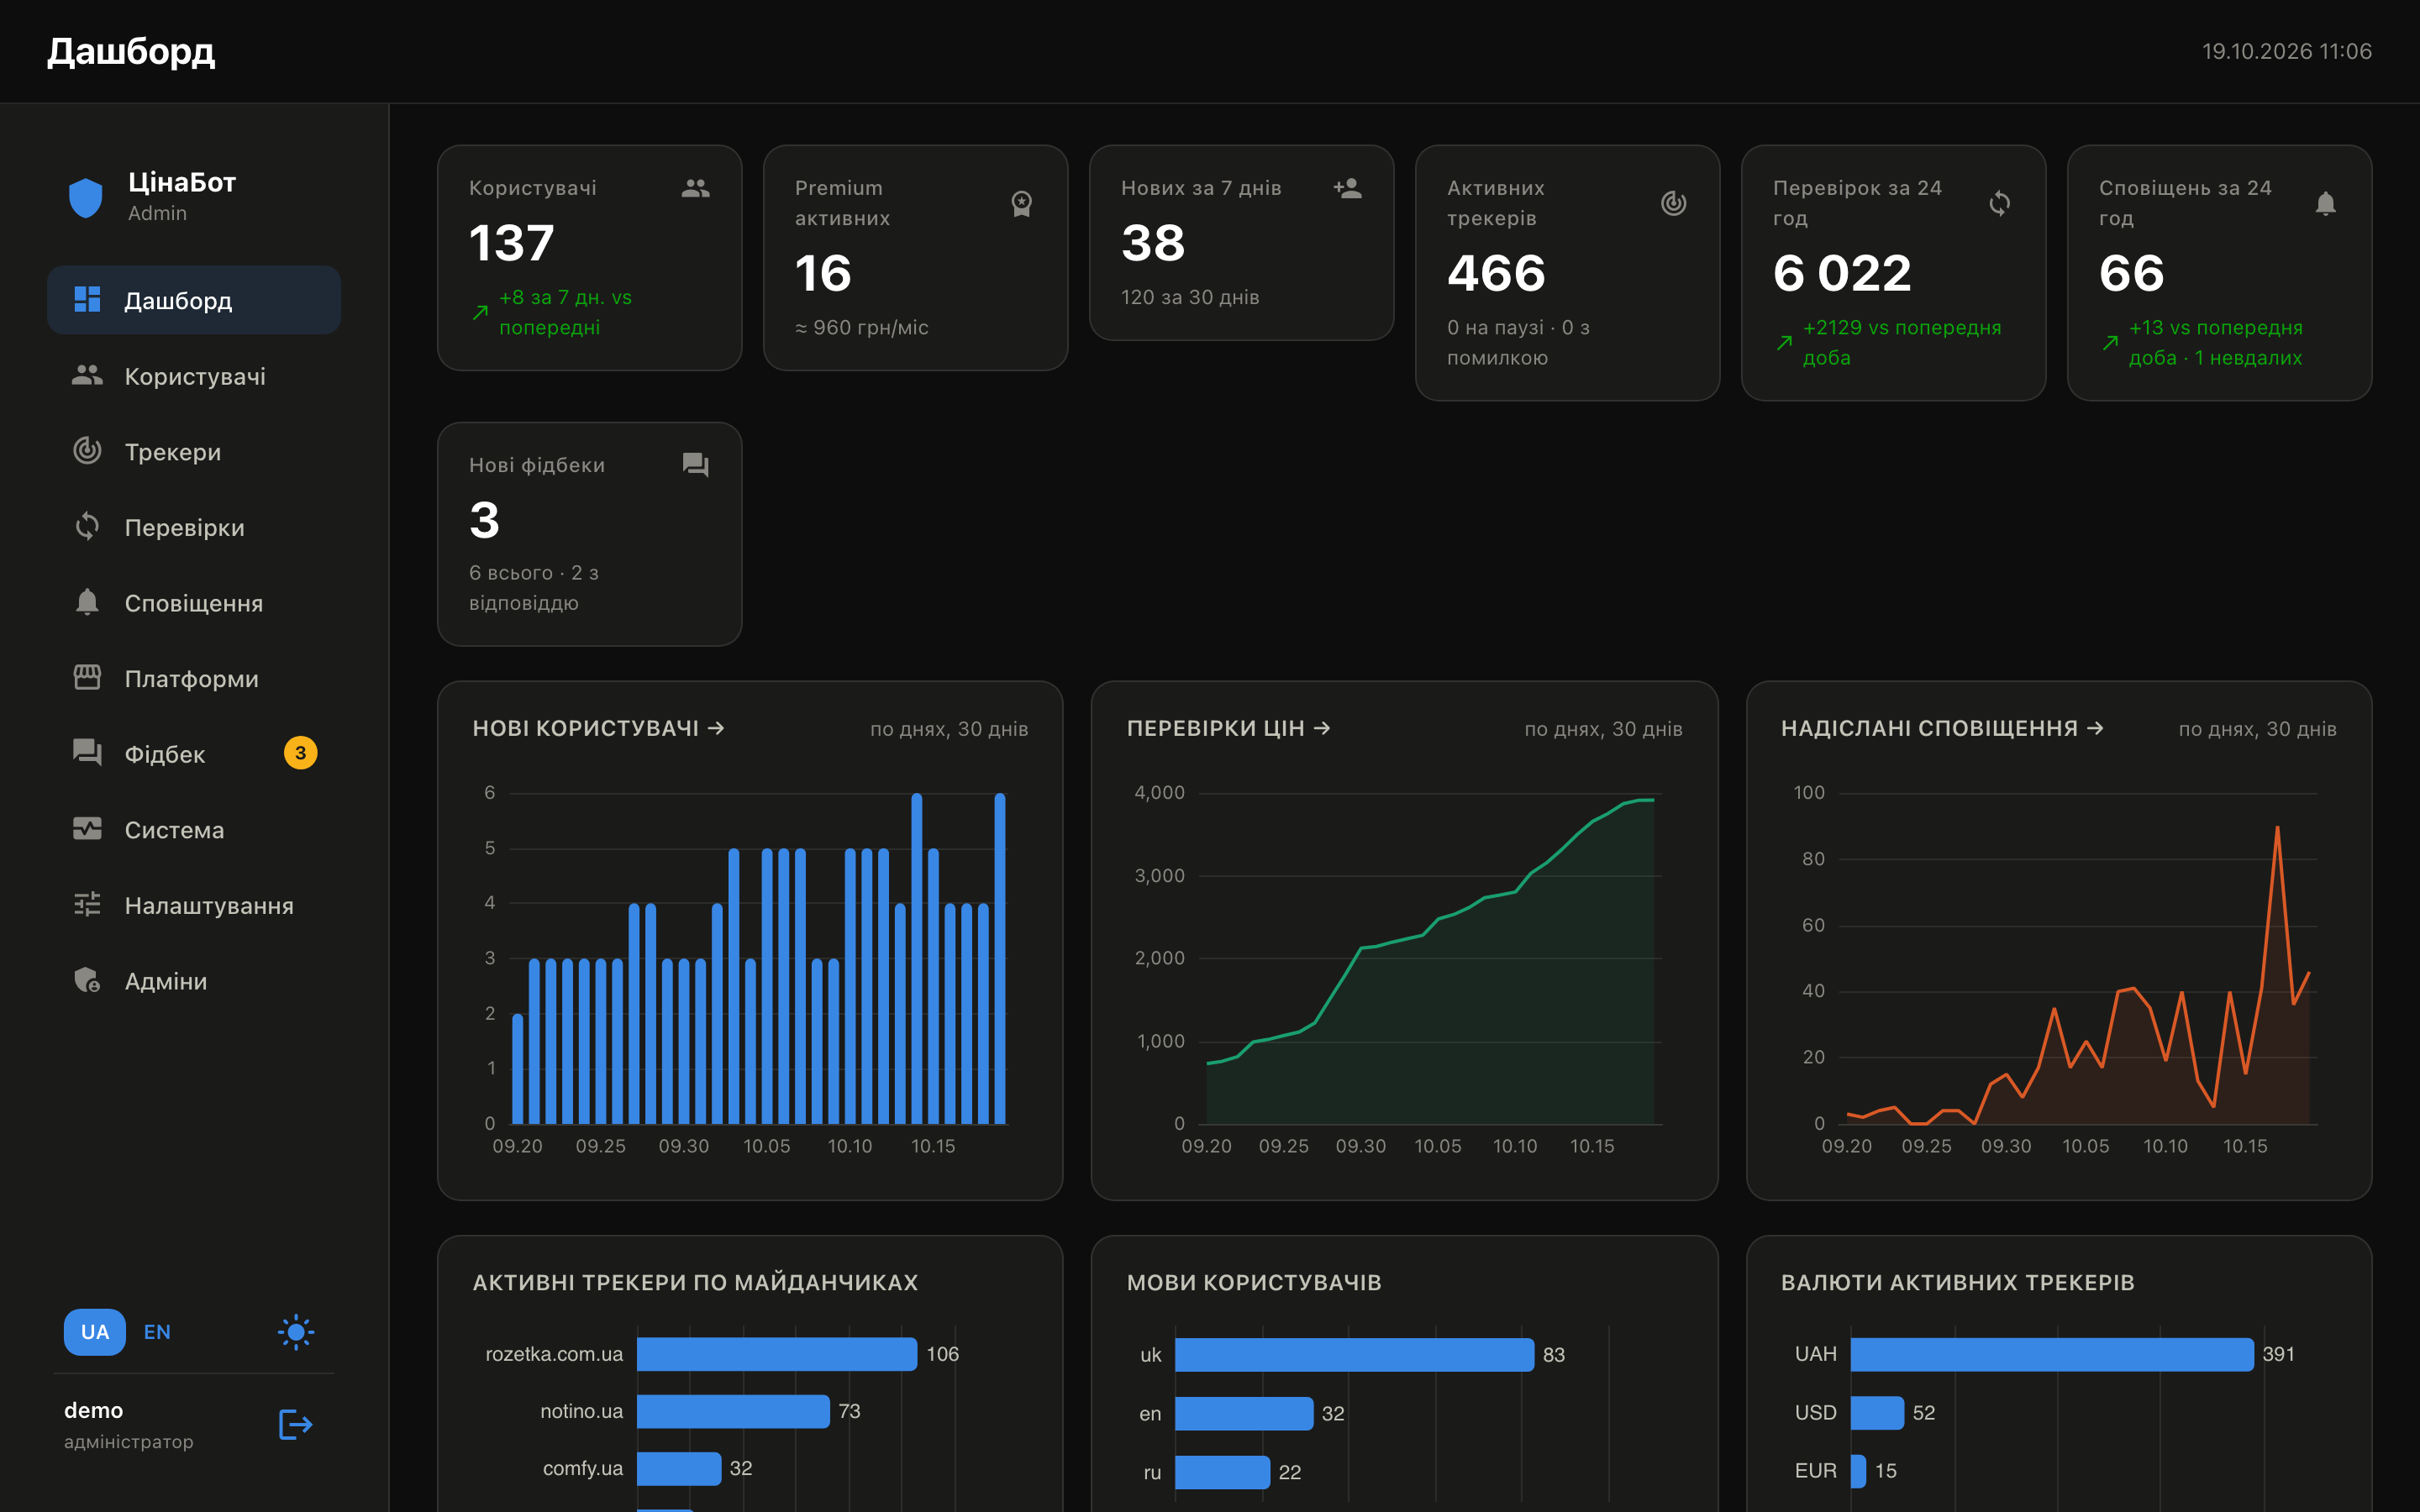 Дашборд
19.10.2026 11:06
ЦінаБот
Admin
Дашборд
Користувачі
Трекери
Перевірки
Сповіщення
Платформи
Фідбек
3
Система
Налаштування
Адміни
UA
EN
demo
адміністратор
Користувачі
137
+8 за 7 дн. vs
попередні
Premium
активних
16
≈ 960 грн/міс
Нових за 7 днів
38
120 за 30 днів
Активних
трекерів
466
0 на паузі · 0 з
помилкою
Перевірок за 24
год
6 022
+2129 vs попередня
доба
Сповіщень за 24
год
66
+13 vs попередня
доба · 1 невдалих
Нові фідбеки
3
6 всього · 2 з
відповіддю
НОВІ КОРИСТУВАЧІ →
по днях, 30 днів
6
5
4
3
2
1
0
09.20 09.25 09.30 10.05 10.10 10.15
ПЕРЕВІРКИ ЦІН →
по днях, 30 днів
4,000
3,000
2,000
1,000
0
09.20 09.25 09.30 10.05 10.10 10.15
НАДІСЛАНІ СПОВІЩЕННЯ →
по днях, 30 днів
100
80
60
40
20
0
09.20 09.25 09.30 10.05 10.10 10.15
АКТИВНІ ТРЕКЕРИ ПО МАЙДАНЧИКАХ
rozetka.com.ua 106
notino.ua 73
comfy.ua 32
МОВИ КОРИСТУВАЧІВ
uk 83
en 32
ru 22
ВАЛЮТИ АКТИВНИХ ТРЕКЕРІВ
UAH 391
USD 52
EUR 15